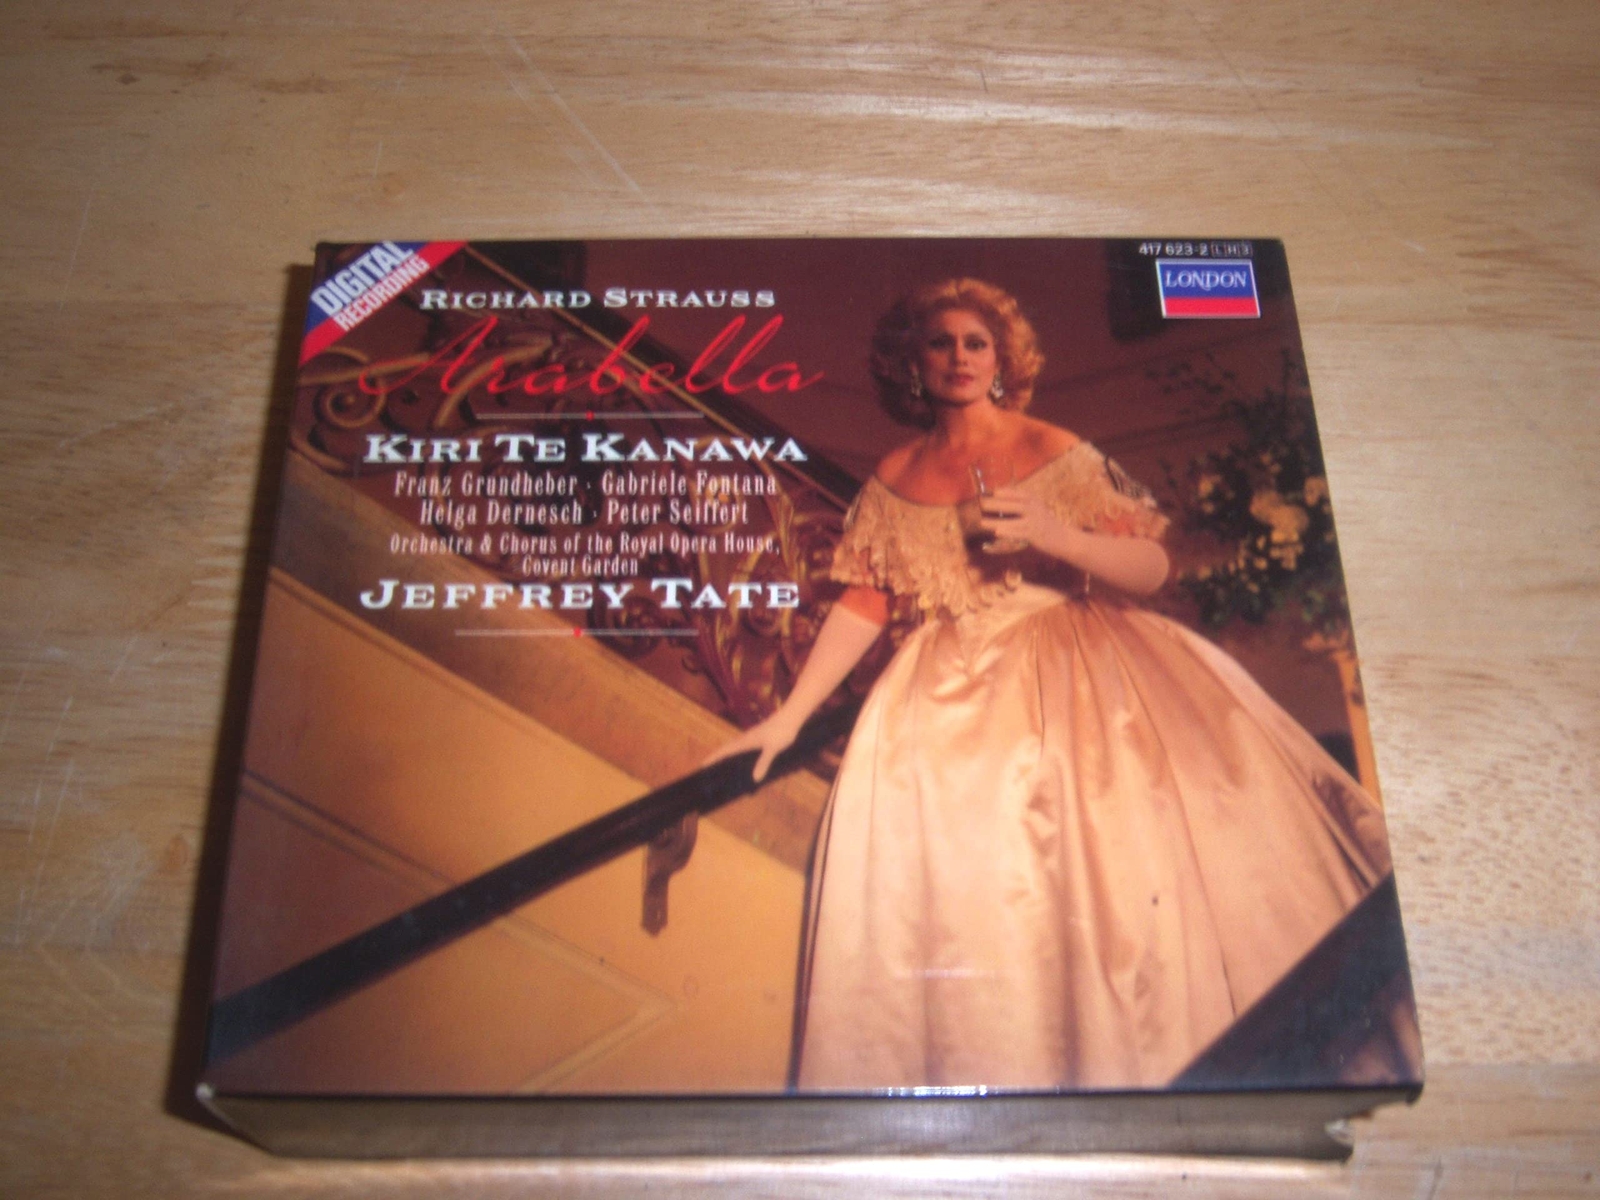 DIGITAL
RECORDING
417 623-2 LH3
LONDON
RICHARD STRAUSS
Arabella
KIRI TE KANAWA
Franz Grundheber · Gabriele Fontana
Helga Dernesch · Peter Seiffert
Orchestra & Chorus of the Royal Opera House,
Covent Garden
JEFFREY TATE